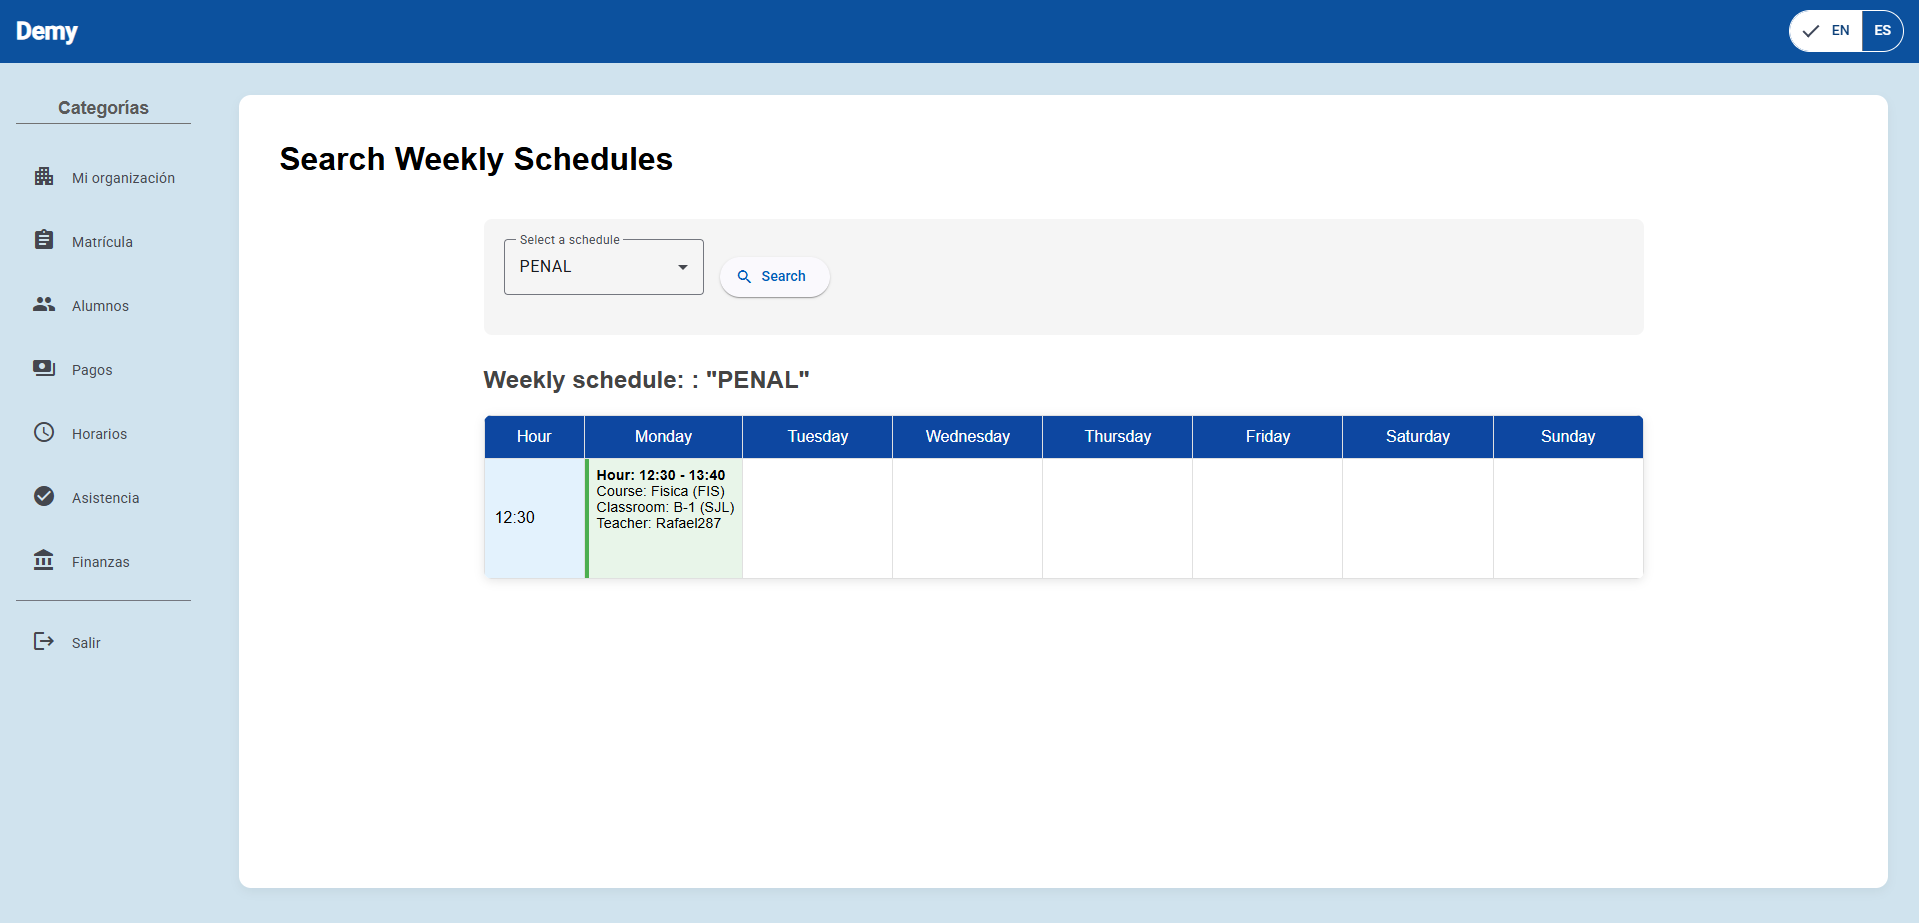 Demy
EN
ES
Categorías
Mi organización
Matrícula
Alumnos
Pagos
Horarios
Asistencia
Finanzas
Salir
Search Weekly Schedules
Select a schedule
PENAL
Search
Weekly schedule: : "PENAL"
Hour Monday Tuesday Wednesday Thursday Friday Saturday Sunday
12:30
Hour: 12:30 - 13:40
Course: Fisica (FIS)
Classroom: B-1 (SJL)
Teacher: Rafael287